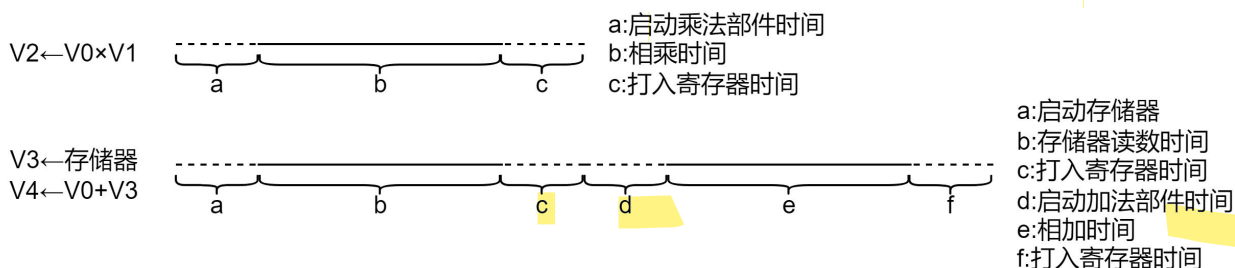 V2←V0×V1
a
b
c
a:启动乘法部件时间
b:相乘时间
c:打入寄存器时间
V3←存储器
V4←V0+V3
a
b
c
d
e
f
a:启动存储器
b:存储器读数时间
c:打入寄存器时间
d:启动加法部件时间
e:相加时间
f:打入寄存器时间